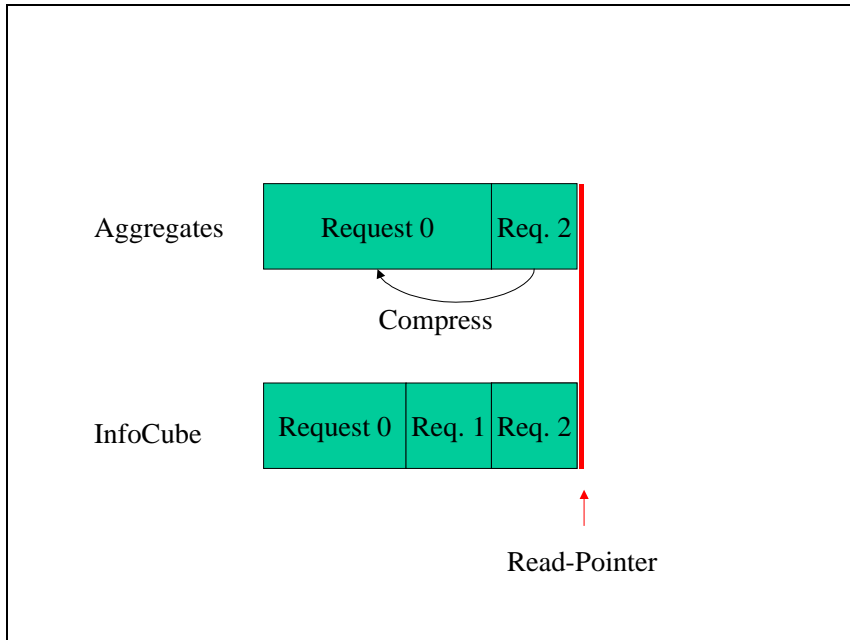 Aggregates Request 0 Req. 2
Compress
InfoCube Request 0 Req. 1 Req. 2
Read-Pointer